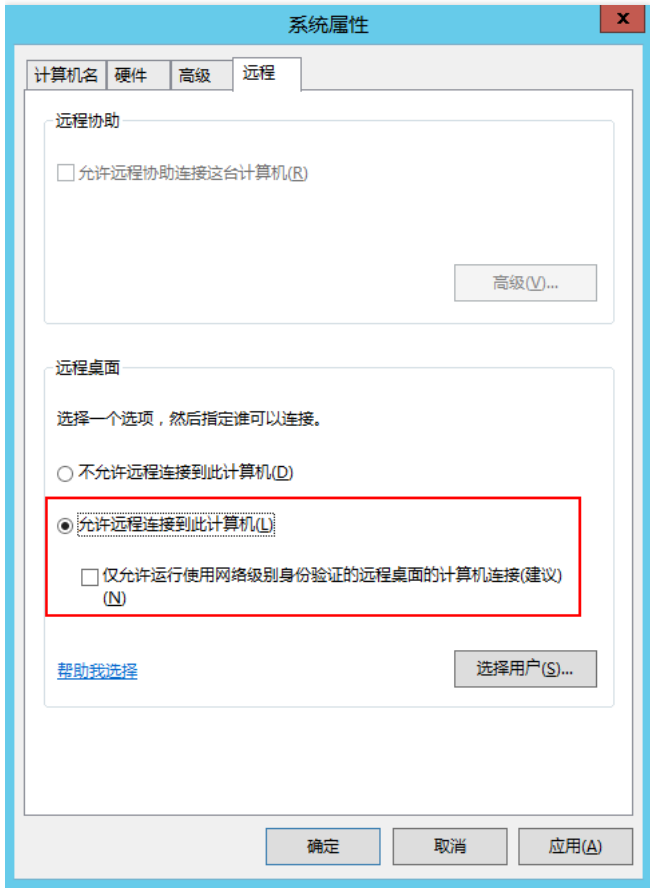 系统属性
x
计算机名 硬件 高级 远程
远程协助
允许远程协助连接这台计算机(R)
高级(V)...
远程桌面
选择一个选项，然后指定谁可以连接。
不允许远程连接到此计算机(D)
允许远程连接到此计算机(L)
仅允许运行使用网络级别身份验证的远程桌面的计算机连接(建议)
(N)
帮助我选择 选择用户(S)...
确定 取消 应用(A)